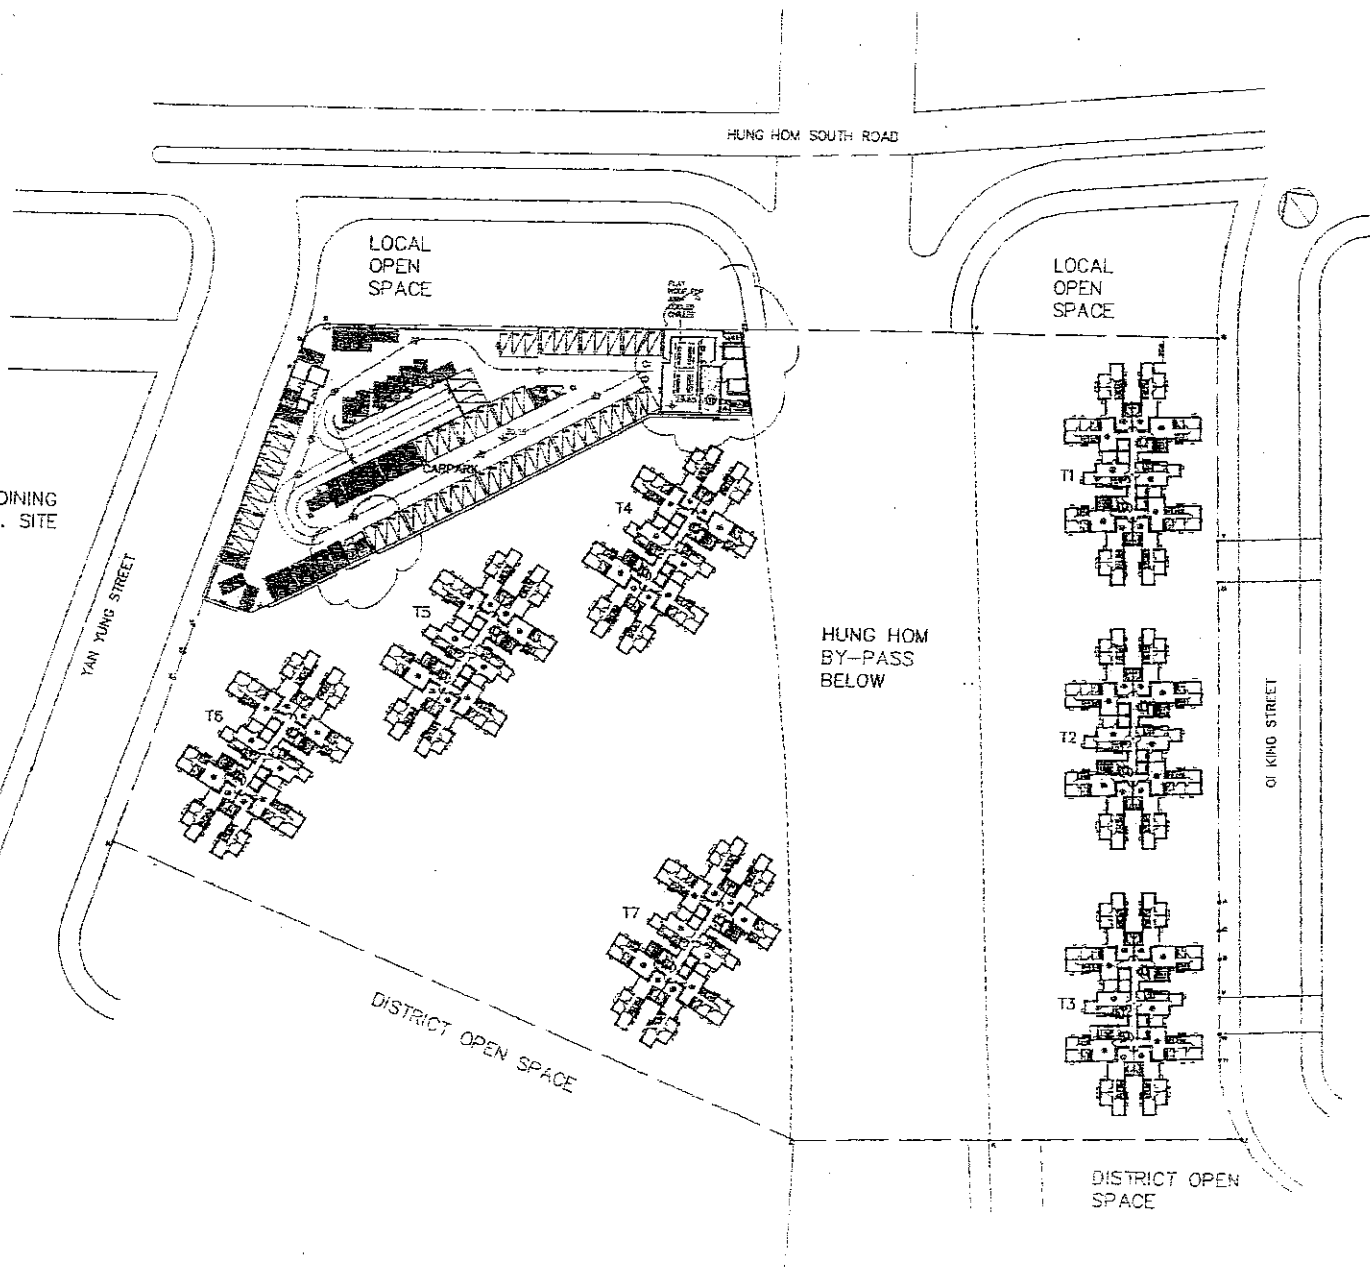 HUNG HOM SOUTH ROAD
LOCAL
OPEN
SPACE
LOCAL
OPEN
SPACE
CARPARK
T1
T4
OINING
. SITE
YAN YUNG STREET
T5
HUNG HOM
BY-PASS
BELOW
T6
T2
OI KING STREET
T7
T3
DISTRICT OPEN SPACE
DISTRICT OPEN
SPACE